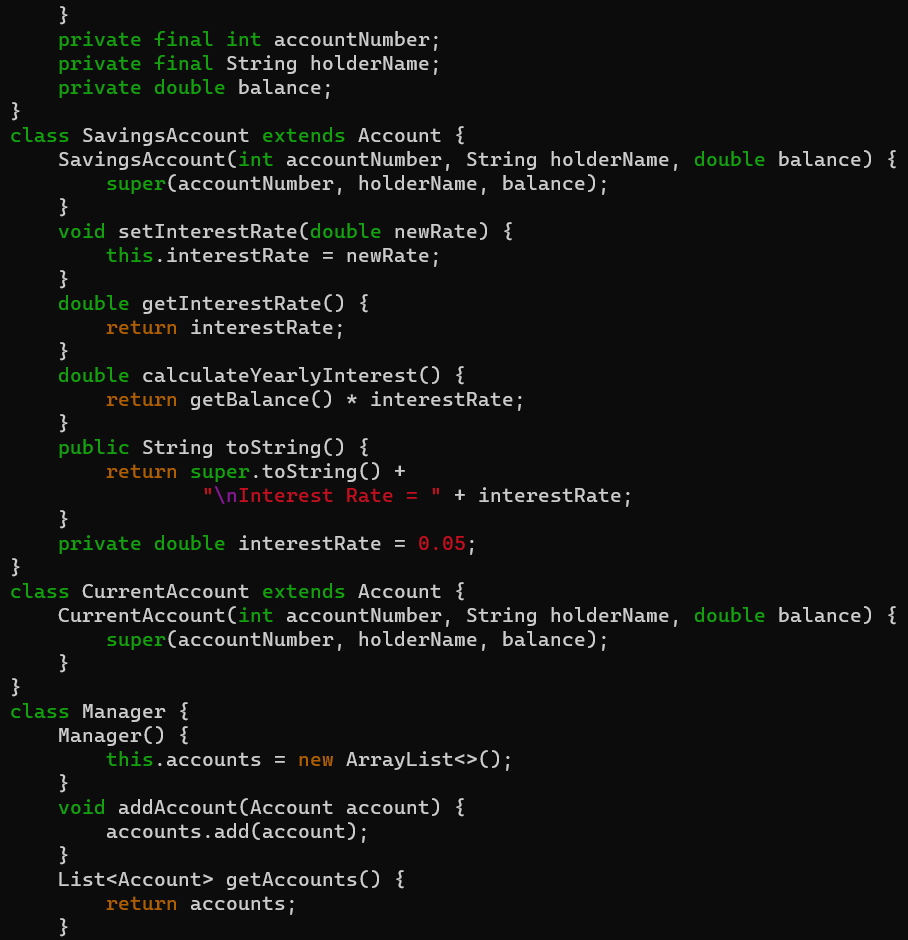 }
    private final int accountNumber;
    private final String holderName;
    private double balance;
}
class SavingsAccount extends Account {
    SavingsAccount(int accountNumber, String holderName, double balance) {
        super(accountNumber, holderName, balance);
    }
    void setInterestRate(double newRate) {
        this.interestRate = newRate;
    }
    double getInterestRate() {
        return interestRate;
    }
    double calculateYearlyInterest() {
        return getBalance() * interestRate;
    }
    public String toString() {
        return super.toString() +
                "\nInterest Rate = " + interestRate;
    }
    private double interestRate = 0.05;
}
class CurrentAccount extends Account {
    CurrentAccount(int accountNumber, String holderName, double balance) {
        super(accountNumber, holderName, balance);
    }
}
class Manager {
    Manager() {
        this.accounts = new ArrayList<>();
    }
    void addAccount(Account account) {
        accounts.add(account);
    }
    List<Account> getAccounts() {
        return accounts;
    }